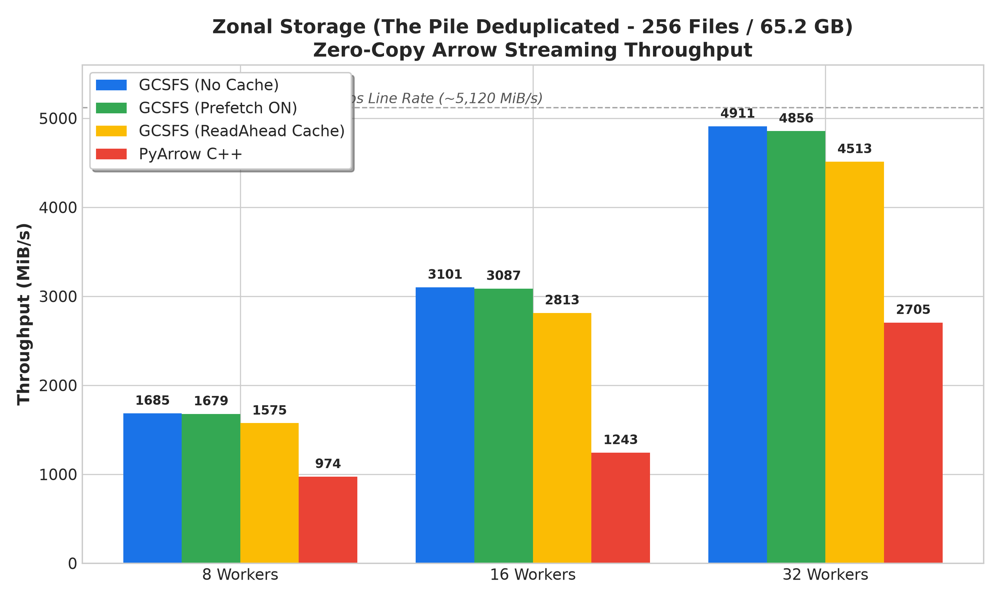 Zonal Storage (The Pile Deduplicated - 256 Files / 65.2 GB)
Zero-Copy Arrow Streaming Throughput
GCSFS (No Cache)
GCSFS (Prefetch ON)
GCSFS (ReadAhead Cache)
PyArrow C++
Line Rate (~5,120 MiB/s)
Throughput (MiB/s)
5000
4000
3000
2000
1000
0
1685
1679
1575
974
3101
3087
2813
1243
4911
4856
4513
2705
8 Workers
16 Workers
32 Workers